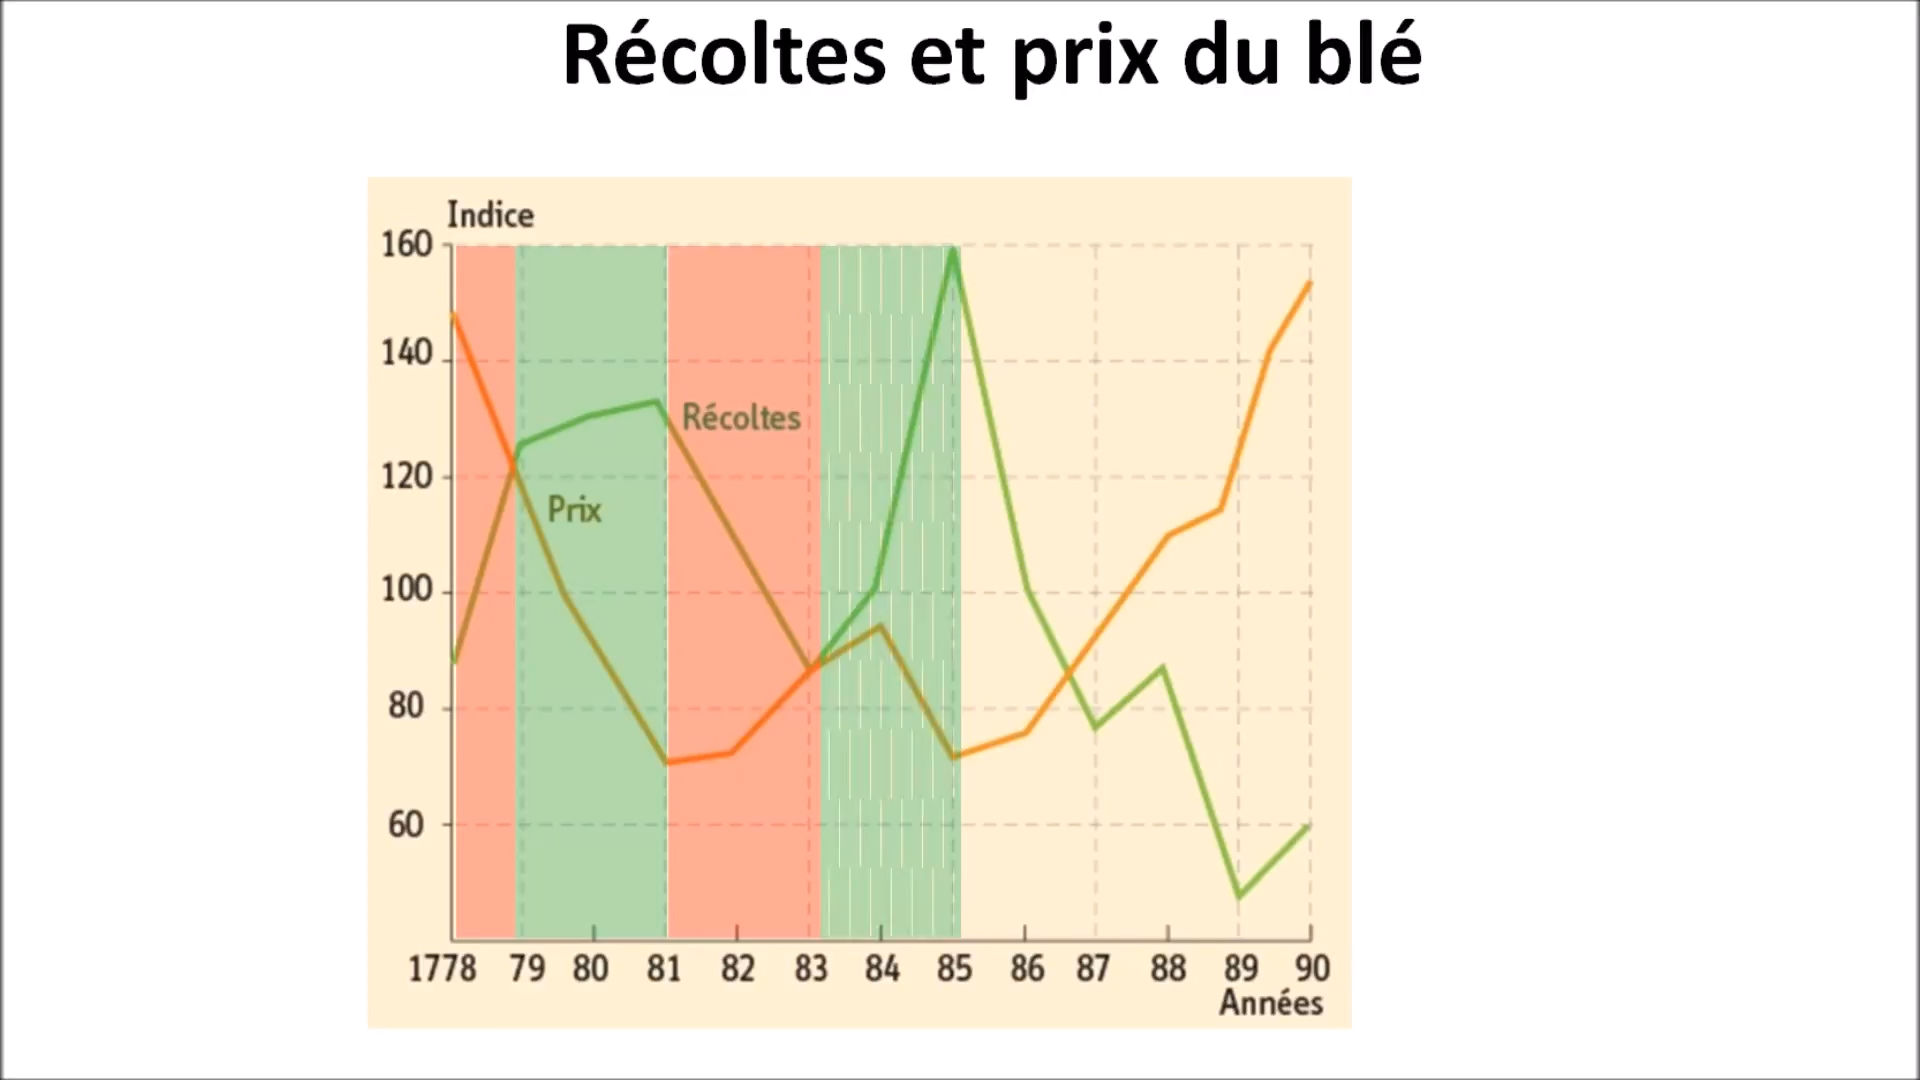 Récoltes et prix du blé
Indice
160
140
Récoltes
120
Prix
100
80
60
1778 79 80 81 82 83 84 85 86 87 88 89 90
Années